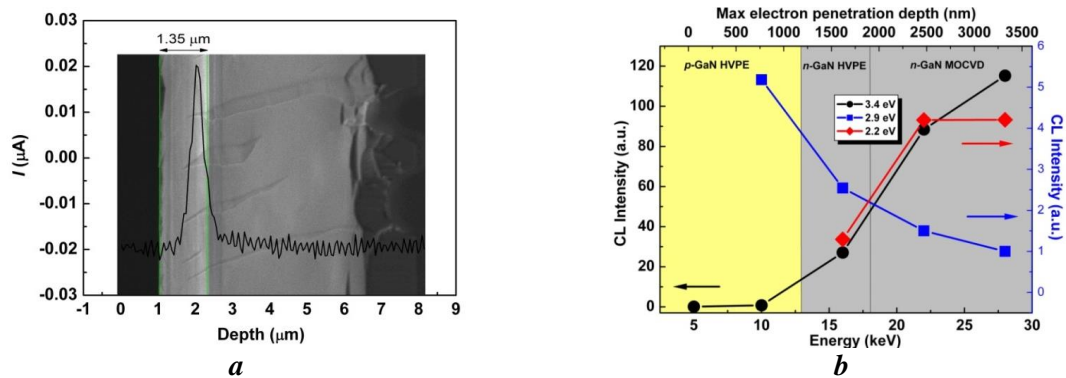 1.35 μm
0.03
0.02
0.01
0.00
-0.01
-0.02
-0.03
I (μA)
-1 0 1 2 3 4 5 6 7 8 9
Depth (μm)
a
Max electron penetration depth (nm)
0 500 1000 1500 2000 2500 3000 3500
p-GaN HVPE
n-GaN HVPE
n-GaN MOCVD
3.4 eV
2.9 eV
2.2 eV
120
100
80
60
40
20
0
CL Intensity (a.u.)
6
5
4
3
2
1
0
CL Intensity
(a.u.)
5 10 15 20 25 30
Energy (keV)
b